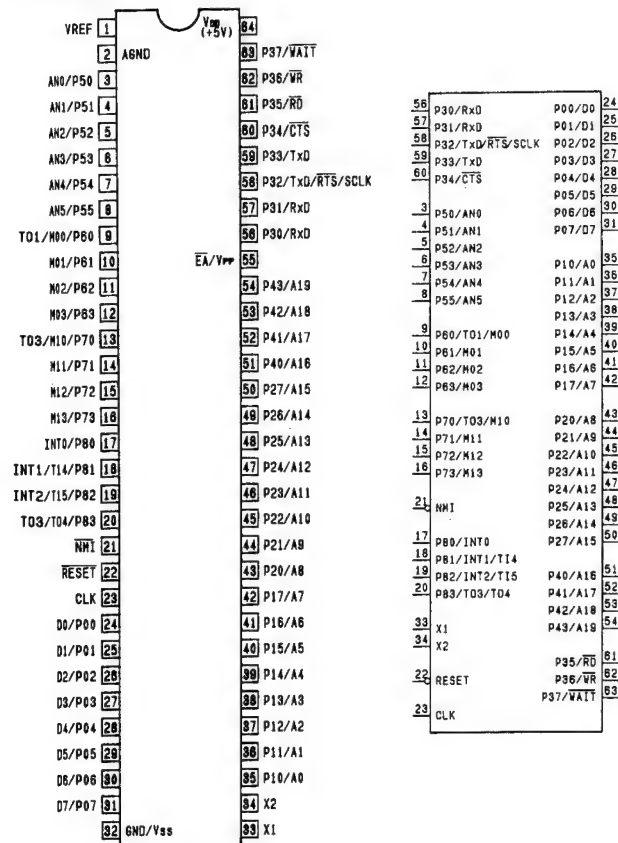 VREF 1 VDD (+5V) 64
2 AGND 63 P37/WAIT
AN0/P50 3 62 P36/WR
AN1/P51 4 61 P35/RD
AN2/P52 5 60 P34/CTS
AN3/P53 6 59 P33/TxD
AN4/P54 7 58 P32/TxD/RTS/SCLK
AN5/P55 8 57 P31/RxD
TO1/M00/P60 9 56 P30/RxD
M01/P61 10 EA/VPP 55
M02/P62 11 54 P43/A19
M03/P63 12 53 P42/A18
TO3/M10/P70 13 52 P41/A17
M11/P71 14 51 P40/A16
M12/P72 15 50 P27/A15
M13/P73 16 49 P26/A14
INT0/P80 17 48 P25/A13
INT1/T14/P81 18 47 P24/A12
INT2/T15/P82 19 46 P23/A11
TO3/TO4/P83 20 45 P22/A10
NMI 21 44 P21/A9
RESET 22 43 P20/A8
CLK 23 42 P17/A7
D0/P00 24 41 P16/A6
D1/P01 25 40 P15/A5
D2/P02 26 39 P14/A4
D3/P03 27 38 P13/A3
D4/P04 28 37 P12/A2
D5/P05 29 36 P11/A1
D6/P06 30 35 P10/A0
D7/P07 31 34 X2
32 GND/Vss 33 X1
56 P30/RxD P00/D0 24
57 P31/RxD P01/D1 25
58 P32/TxD/RTS/SCLK P02/D2 26
59 P33/TxD P03/D3 27
60 P34/CTS P04/D4 28
P05/D5 29
3 P50/AN0 P06/D6 30
4 P51/AN1 P07/D7 31
5 P52/AN2
6 P53/AN3 P10/A0 35
7 P54/AN4 P11/A1 36
8 P55/AN5 P12/A2 37
P13/A3 38
9 P60/TO1/M00 P14/A4 39
10 P61/M01 P15/A5 40
11 P62/M02 P16/A6 41
12 P63/M03 P17/A7 42
13 P70/TO3/M10 P20/A8 43
14 P71/M11 P21/A9 44
15 P72/M12 P22/A10 45
16 P73/M13 P23/A11 46
P24/A12 47
21 NMI P25/A13 48
P26/A14 49
17 P80/INT0 P27/A15 50
18 P81/INT1/TI4
19 P82/INT2/TI5 P40/A16 51
20 P83/TO3/TO4 P41/A17 52
P42/A18 53
33 X1 P43/A19 54
34 X2
P35/RD 61
22 RESET P36/WR 62
P37/WAIT 63
23 CLK